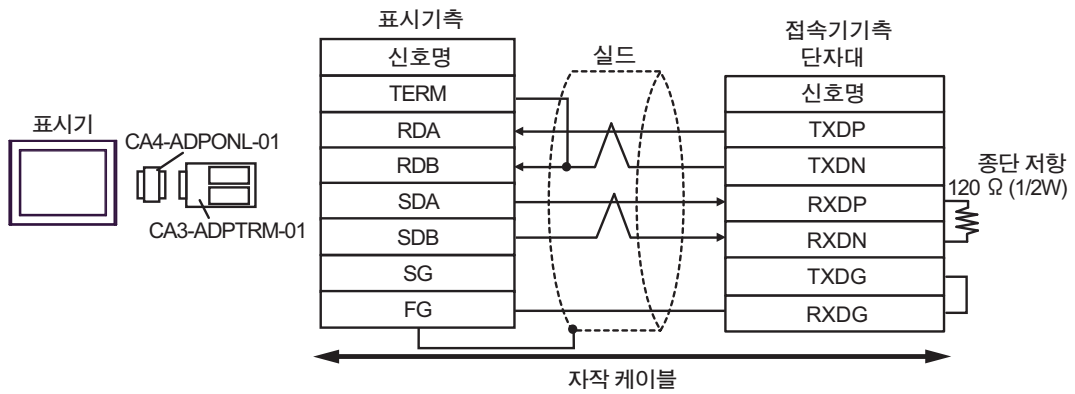 표시기
CA4-ADPONL-01
CA3-ADPTRM-01
표시기측
신호명
TERM
RDA
RDB
SDA
SDB
SG
FG
실드
접속기기측
단자대
신호명
TXDP
TXDN
RXDP
RXDN
TXDG
RXDG
종단 저항
120 Ω (1/2W)
자작 케이블